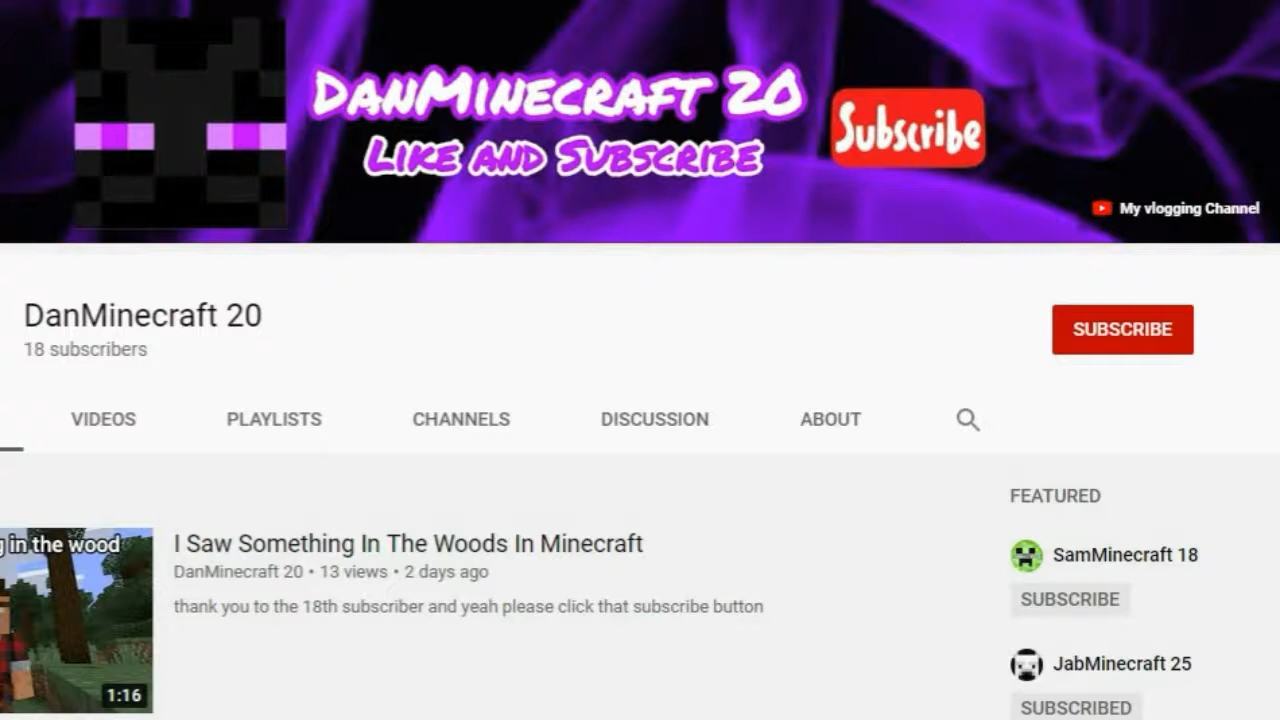 DanMinecraft 20
Like and Subscribe
Subscribe
My vlogging Channel
DanMinecraft 20
18 subscribers
SUBSCRIBE
VIDEOS PLAYLISTS CHANNELS DISCUSSION ABOUT
FEATURED
in the wood
1:16
I Saw Something In The Woods In Minecraft
DanMinecraft 20 • 13 views • 2 days ago
thank you to the 18th subscriber and yeah please click that subscribe button
SamMinecraft 18
SUBSCRIBE
JabMinecraft 25
SUBSCRIBED